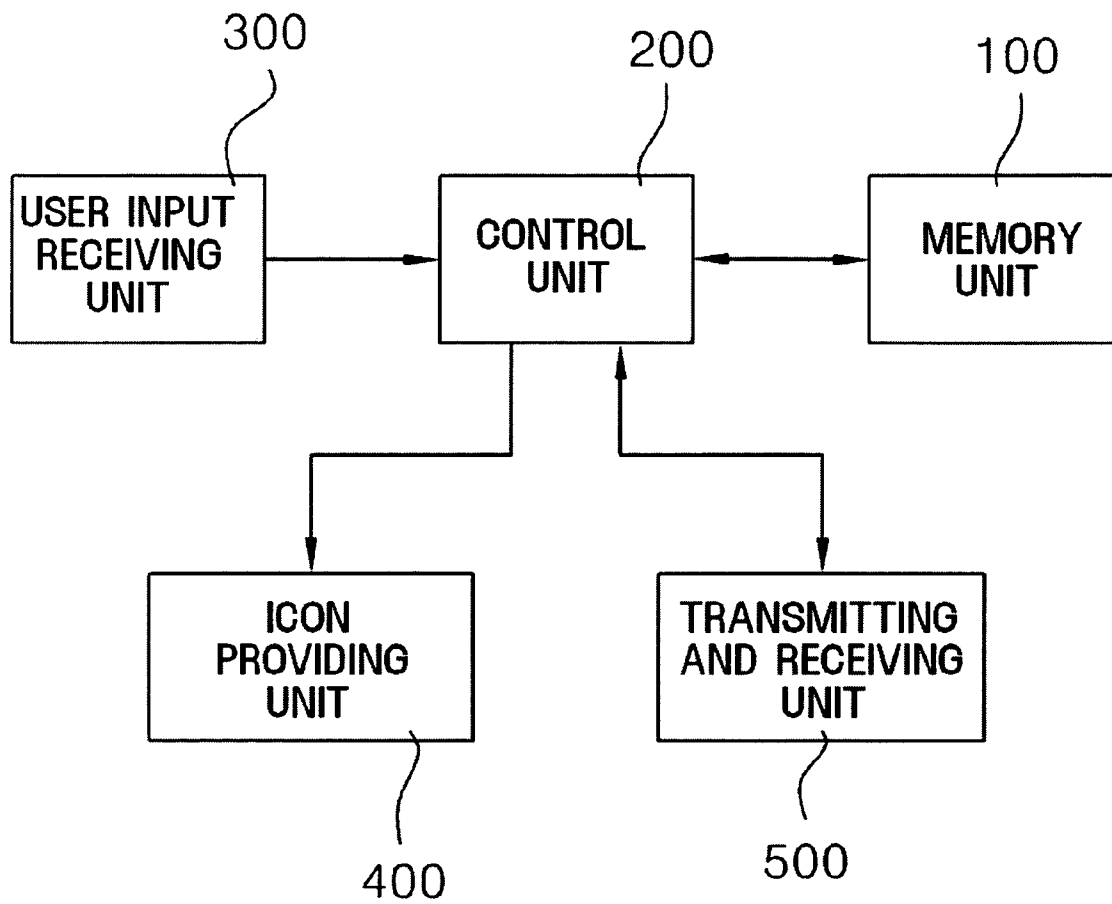 300
200
100
USER INPUT
RECEIVING
UNIT
CONTROL
UNIT
MEMORY
UNIT
ICON
PROVIDING
UNIT
TRANSMITTING
AND RECEIVING
UNIT
400
500